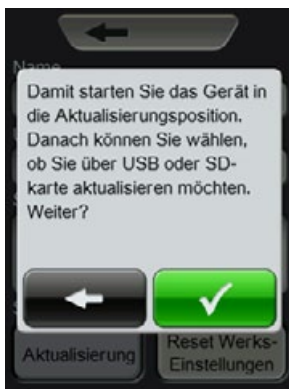 Name
Damit starten Sie das Gerät in
die Aktualisierungsposition.
Danach können Sie wählen,
ob Sie über USB oder SD-
karte aktualisieren möchten.
Weiter?
Aktualisierung
Reset Werks-
Einstellungen